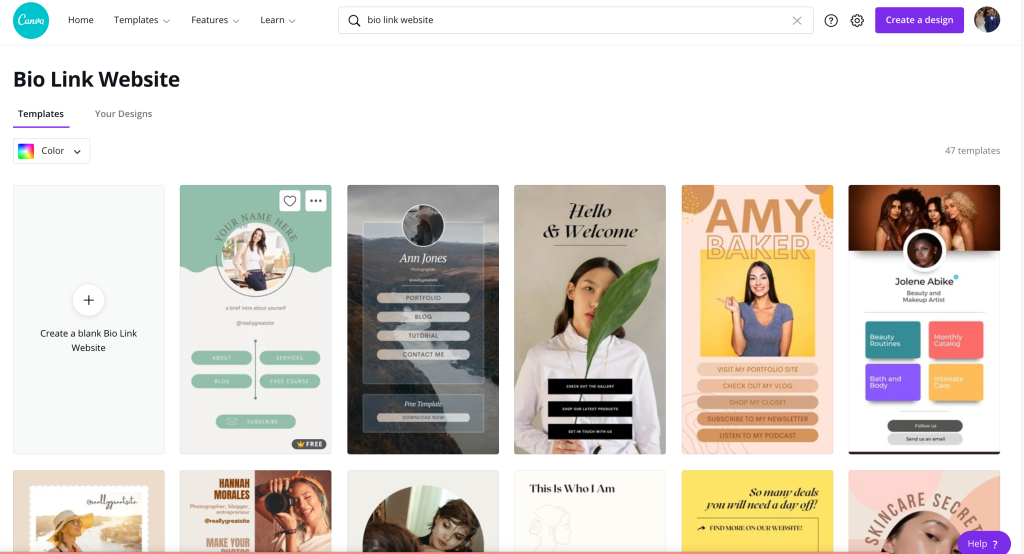 Canva
Home
Templates
Features
Learn
bio link website
Create a design
Bio Link Website
Templates
Your Designs
Color
47 templates
Create a blank Bio Link
Website
YOUR NAME HERE
a brief intro about yourself
@reallygreatsite
ABOUT
SERVICES
BLOG
FREE COURSE
SUBSCRIBE
FREE
Ann Jones
Photographer
@reallygreatsite
PORTFOLIO
BLOG
TUTORIAL
CONTACT ME
Free Template
DOWNLOAD NOW
Hello
& Welcome
CHECK OUT THE GALLERY
SHOP OUR LATEST PRODUCTS
GET IN TOUCH WITH US
AMY
BAKER
VISIT MY PORTFOLIO SITE
CHECK OUT MY VLOG
SHOP MY CLOSET
SUBSCRIBE TO MY NEWSLETTER
LISTEN TO MY PODCAST
Jolene Abike
Beauty and
Makeup Artist
Beauty
Routines
Monthly
Catalog
Bath and
Body
Intimate
Care
Follow us
Send us an email
@reallygreatsite
HANNAH
MORALES
Photographer, blogger,
entrepreneur
@reallygreatsite
MAKE YOUR
This Is Who I Am
So many deals
you will need a day off!
FIND MORE ON OUR WEBSITE!
SKINCARE SECRET
Help ?